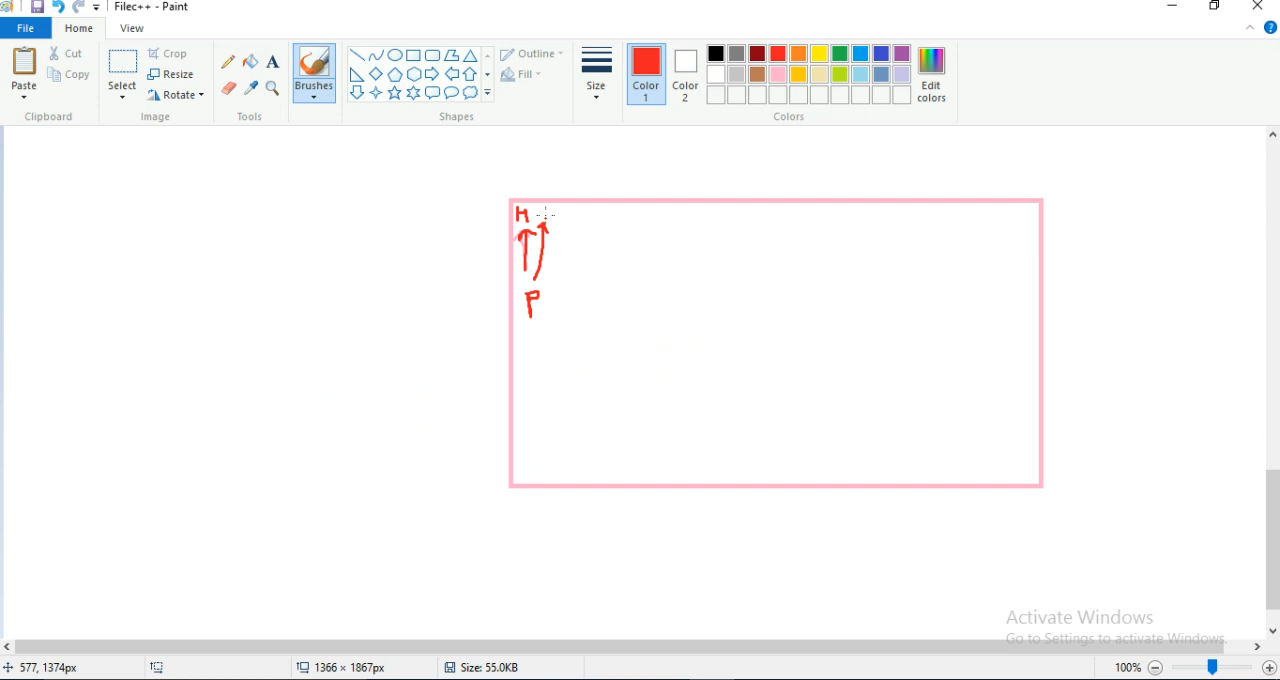 Filec++ - Paint
File Home View
Paste
Cut
Copy
Clipboard
Select
Crop
Resize
Rotate
Image
A
Tools
Brushes
Outline
Fill
Shapes
Size
Color 1
Color 2
Edit colors
Colors
H
P
Activate Windows
Go to Settings to activate Windows.
577, 1374px
1366 × 1867px
Size: 55.0KB
100%